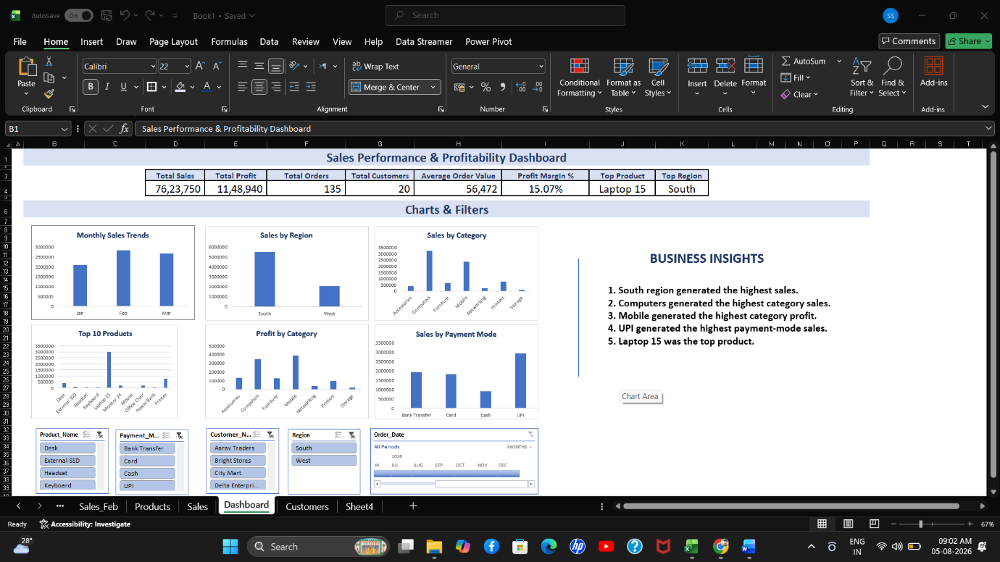 AutoSave On Book1 • Saved Search SS
File Home Insert Draw Page Layout Formulas Data Review View Help Data Streamer Power Pivot Comments Share
Paste
Clipboard
Calibri 22
B I U
Font
Wrap Text
Merge & Center
Alignment
General
Number
Conditional Formatting
Format as Table
Cell Styles
Styles
Insert Delete Format
Cells
AutoSum
Fill
Clear
Sort & Filter
Find & Select
Editing
Add-ins
Add-ins
B1 fx Sales Performance & Profitability Dashboard
A B C D E F G H I J K L M N O P Q R S T
Sales Performance & Profitability Dashboard
Total Sales Total Profit Total Orders Total Customers Average Order Value Profit Margin % Top Product Top Region
76,23,750 11,48,940 135 20 56,472 15.07% Laptop 15 South
Charts & Filters
Monthly Sales Trends
3000000
2500000
2000000
1500000
1000000
500000
0
Jan Feb Mar
Sales by Region
6000000
5000000
4000000
3000000
2000000
1000000
0
South West
Sales by Category
3500000
3000000
2500000
2000000
1500000
1000000
500000
0
Accessories Computers Furniture Mobile Networking Printers Storage
BUSINESS INSIGHTS
1. South region generated the highest sales.
2. Computers generated the highest category sales.
3. Mobile generated the highest category profit.
4. UPI generated the highest payment-mode sales.
5. Laptop 15 was the top product.
Chart Area
Top 10 Products
3500000
3000000
2500000
2000000
1500000
1000000
500000
0
Desk External SSD Headset Keyboard Laptop 15 Monitor 24 Mouse Office Chair Power Bank Printer
Profit by Category
500000
400000
300000
200000
100000
0
Accessories Computers Furniture Mobile Networking Printers Storage
Sales by Payment Mode
3500000
3000000
2500000
2000000
1500000
1000000
500000
0
Bank Transfer Card Cash UPI
Product_Name
Desk
External SSD
Headset
Keyboard
Payment_M...
Bank Transfer
Card
Cash
UPI
Customer_N...
Aarav Traders
Bright Stores
City Mart
Delta Enterpri...
Region
South
West
Order_Date
All Periods MONTHS
2026
JN JUL AUG SEP OCT NOV DEC
Sales_Feb Products Sales Dashboard Customers Sheet4
Ready Accessibility: Investigate 67%
28° Search ENG IN 09:02 AM 05-08-2026